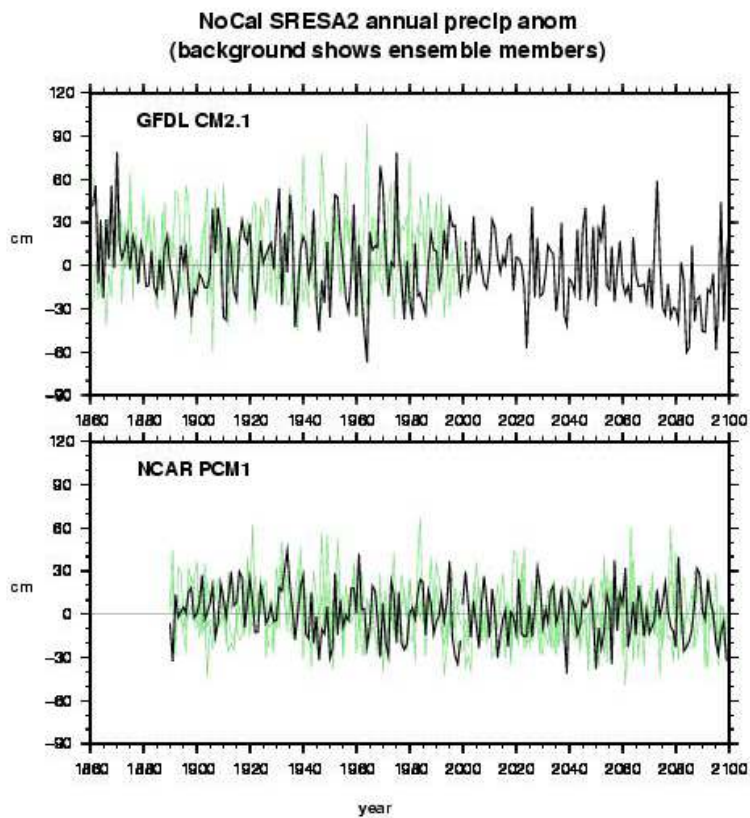 NoCal SRESA2 annual precip anom
(background shows ensemble members)
120
GFDL CM2.1
90
60
30
cm
0
−30
−60
−90
1860 1880 1900 1920 1940 1960 1980 2000 2020 2040 2060 2080 2100
120
NCAR PCM1
90
60
30
cm
0
−30
−60
−90
1860 1880 1900 1920 1940 1960 1980 2000 2020 2040 2060 2080 2100
year